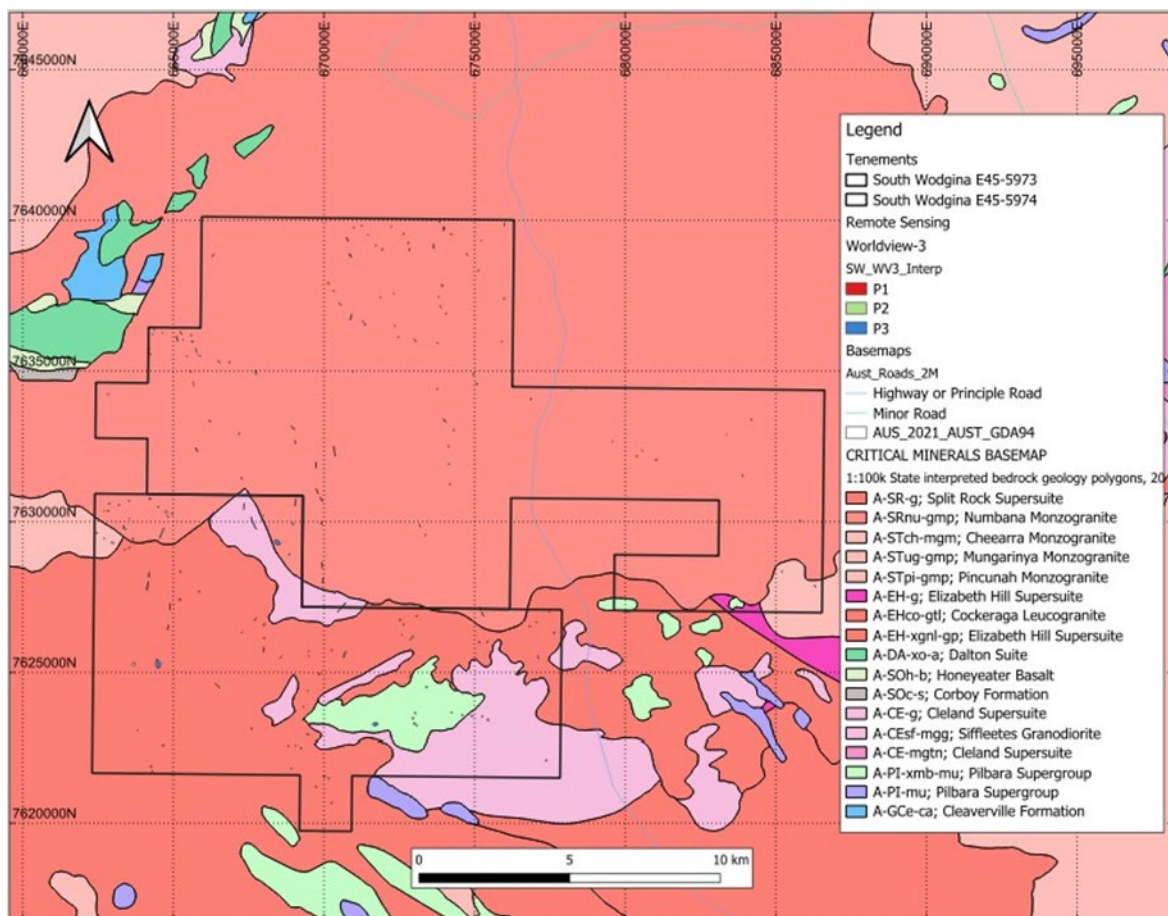 660000E
665000E
670000E
675000E
680000E
685000E
690000E
695000E
7645000N
7640000N
7635000N
7630000N
7625000N
7620000N
Legend
Tenements
South Wodgina E45-5973
South Wodgina E45-5974
Remote Sensing
Worldview-3
SW_WV3_Interp
P1
P2
P3
Basemaps
Aust_Roads_2M
Highway or Principle Road
Minor Road
AUS_2021_AUST_GDA94
CRITICAL MINERALS BASEMAP
1:100k State interpreted bedrock geology polygons, 20
A-SR-g; Split Rock Supersuite
A-SRnu-gmp; Numbana Monzogranite
A-STch-mgm; Cheearra Monzogranite
A-STug-gmp; Mungarinya Monzogranite
A-STpi-gmp; Pincunah Monzogranite
A-EH-g; Elizabeth Hill Supersuite
A-EHco-gtl; Cockeraga Leucogranite
A-EH-xgnl-gp; Elizabeth Hill Supersuite
A-DA-xo-a; Dalton Suite
A-SOh-b; Honeyeater Basalt
A-SOc-s; Corboy Formation
A-CE-g; Cleland Supersuite
A-CEsf-mgg; Siffleetes Granodiorite
A-CE-mgtn; Cleland Supersuite
A-PI-xmb-mu; Pilbara Supergroup
A-PI-mu; Pilbara Supergroup
A-GCe-ca; Cleaverville Formation
0 5 10 km